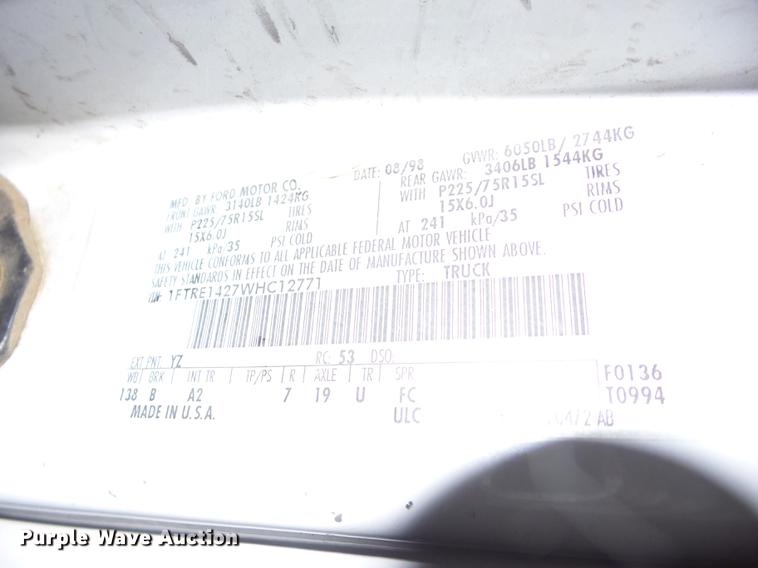 MFD. BY FORD MOTOR CO. DATE: 08/98 GVWR: 6050LB/ 2744KG
FRONT GAWR: 3140LB 1424KG REAR GAWR: 3406LB 1544KG
WITH P225/75R15SL TIRES WITH P225/75R15SL TIRES
15X6.0J RIMS 15X6.0J RIMS
AT 241 kPa/35 PSI COLD AT 241 kPa/35 PSI COLD
THIS VEHICLE CONFORMS TO ALL APPLICABLE FEDERAL MOTOR VEHICLE
SAFETY STANDARDS IN EFFECT ON THE DATE OF MANUFACTURE SHOWN ABOVE.
VIN: 1FTRE1427WHC12771 TYPE: TRUCK
EXT PNT: YZ RC: 53 DSO:
WB BRK INT TR TP/PS R AXLE TR SPR F0136
138 B A2 7 19 U FC T0994
MADE IN U.S.A. ULC 0472 AB
Purple Wave Auction